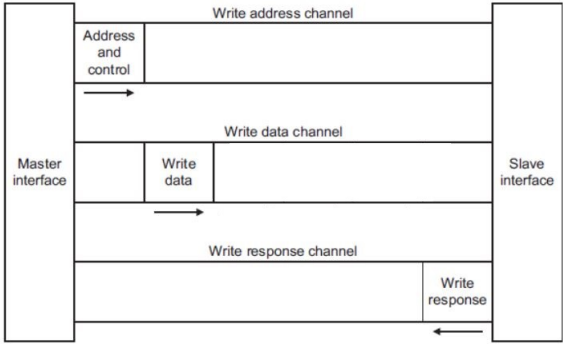 Write address channel
Address
and
control
Write data channel
Master
interface
Write
data
Slave
interface
Write response channel
Write
response